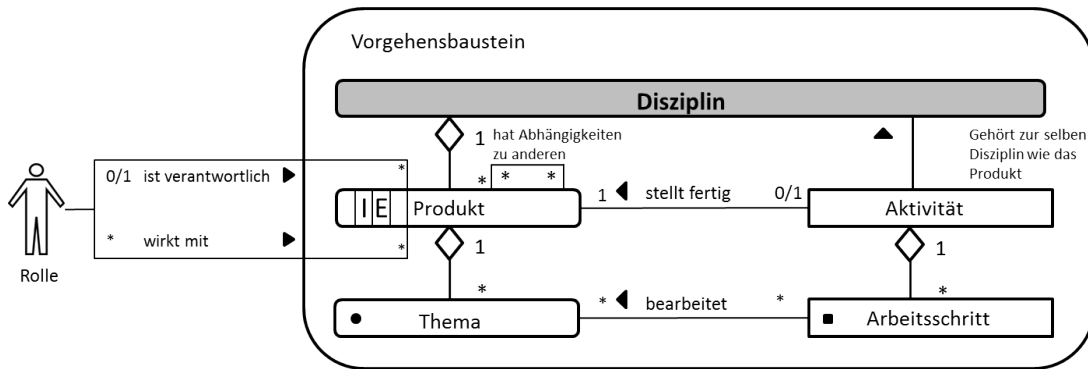 Vorgehensbaustein
Disziplin
1
hat Abhängigkeiten
zu anderen
Gehört zur selben
Disziplin wie das
Produkt
0/1 ist verantwortlich
*
*
* *
I E Produkt
1
stellt fertig
0/1
Aktivität
* wirkt mit
*
1
1
Rolle
*
*
Thema
*
bearbeitet
*
Arbeitsschritt